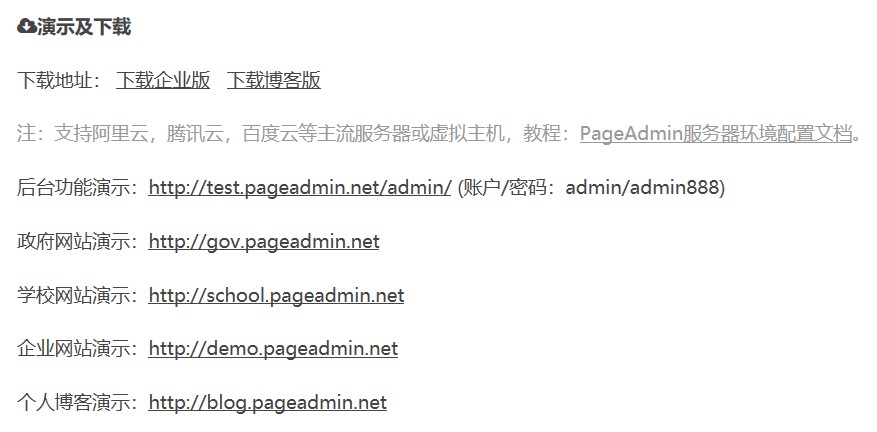 演示及下载
下载地址： 下载企业版 下载博客版
注：支持阿里云，腾讯云，百度云等主流服务器或虚拟主机，教程：PageAdmin服务器环境配置文档。
后台功能演示：http://test.pageadmin.net/admin/ (账户/密码：admin/admin888)
政府网站演示：http://gov.pageadmin.net
学校网站演示：http://school.pageadmin.net
企业网站演示：http://demo.pageadmin.net
个人博客演示：http://blog.pageadmin.net